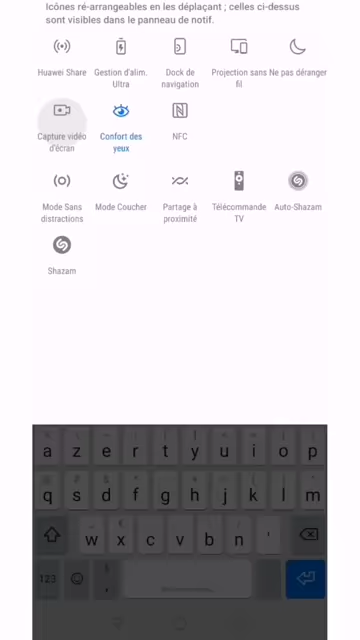 Icônes ré-arrangeables en les déplaçant ; celles ci-dessus
sont visibles dans le panneau de notif.
Huawei Share
Gestion d'alim. Ultra
Dock de navigation
Projection sans fil
Ne pas déranger
Capture vidéo d'écran
Confort des yeux
NFC
Mode Sans distractions
Mode Coucher
Partage à proximité
Télécommande TV
Auto-Shazam
Shazam
a z e r t y u i o p
q s d f g h j k l m
w x c v b n '
123 ,